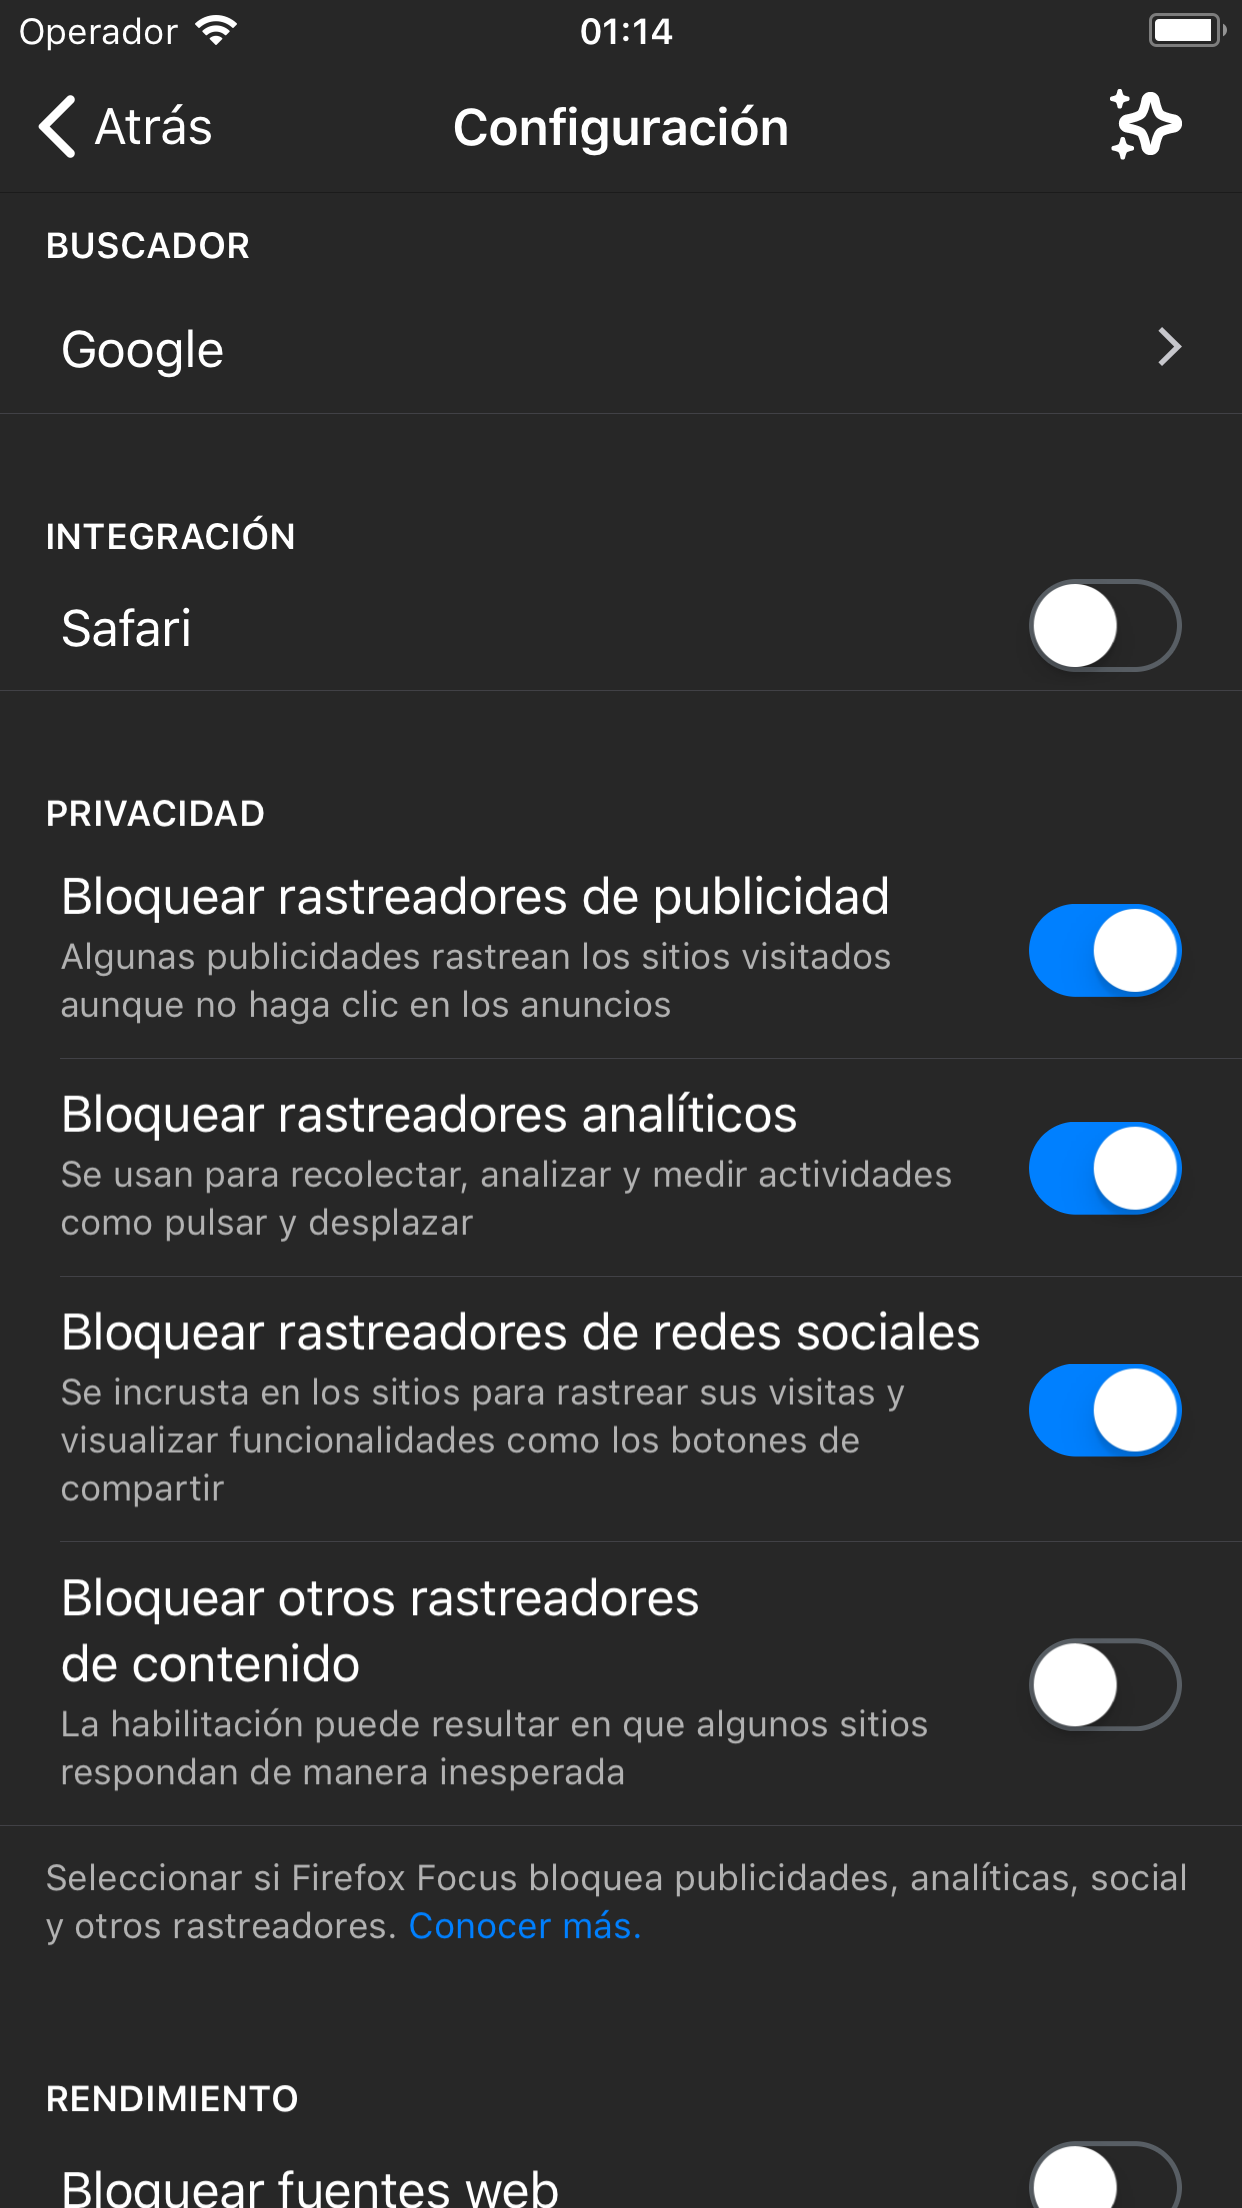 Operador
01:14
Atrás
Configuración
BUSCADOR
Google
INTEGRACIÓN
Safari
PRIVACIDAD
Bloquear rastreadores de publicidad
Algunas publicidades rastrean los sitios visitados
aunque no haga clic en los anuncios
Bloquear rastreadores analíticos
Se usan para recolectar, analizar y medir actividades
como pulsar y desplazar
Bloquear rastreadores de redes sociales
Se incrusta en los sitios para rastrear sus visitas y
visualizar funcionalidades como los botones de
compartir
Bloquear otros rastreadores
de contenido
La habilitación puede resultar en que algunos sitios
respondan de manera inesperada
Seleccionar si Firefox Focus bloquea publicidades, analíticas, social
y otros rastreadores. Conocer más.
RENDIMIENTO
Bloquear fuentes web